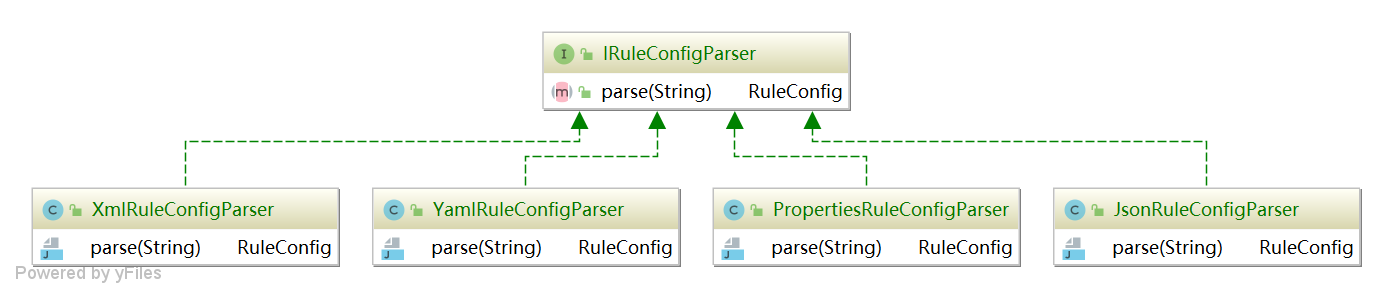 I IRuleConfigParser
m parse(String) RuleConfig
C XmlRuleConfigParser
J parse(String) RuleConfig
C YamlRuleConfigParser
J parse(String) RuleConfig
C PropertiesRuleConfigParser
J parse(String) RuleConfig
C JsonRuleConfigParser
J parse(String) RuleConfig
Powered by yFiles